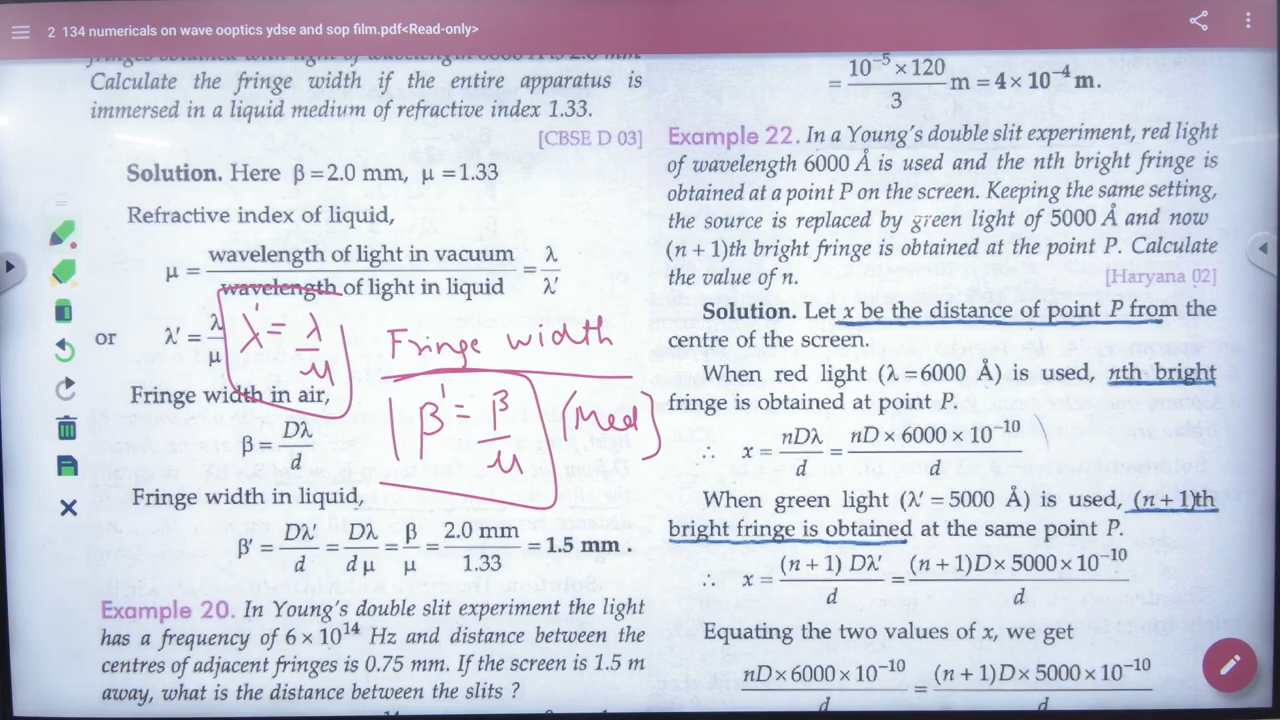 2 134 numericals on wave ooptics ydse and sop film.pdf<Read-only>
fringes obtained with light of wavelength 6000 Å is 2.0 mm.
Calculate the fringe width if the entire apparatus is
immersed in a liquid medium of refractive index 1.33.
[CBSE D 03]
Solution. Here β = 2.0 mm, μ = 1.33
Refractive index of liquid,
μ = wavelength of light in vacuum / wavelength of light in liquid = λ / λ′
or λ′ = λ / μ
λ′ = λ / μ
Fringe width
β′ = β / μ (Med)
Fringe width in air,
β = Dλ / d
Fringe width in liquid,
β′ = Dλ′ / d = Dλ / d μ = β / μ = 2.0 mm / 1.33 = 1.5 mm .
Example 20. In Young's double slit experiment the light
has a frequency of 6 × 10¹⁴ Hz and distance between the
centres of adjacent fringes is 0.75 mm. If the screen is 1.5 m
away, what is the distance between the slits ?
= 10⁻⁵ × 120 / 3 m = 4 × 10⁻⁴ m.
Example 22. In a Young's double slit experiment, red light
of wavelength 6000 Å is used and the nth bright fringe is
obtained at a point P on the screen. Keeping the same setting,
the source is replaced by green light of 5000 Å and now
(n + 1)th bright fringe is obtained at the point P. Calculate
the value of n.
[Haryana 02]
Solution. Let x be the distance of point P from the
centre of the screen.
When red light (λ = 6000 Å) is used, nth bright
fringe is obtained at point P.
∴ x = nDλ / d = nD × 6000 × 10⁻¹⁰ / d
When green light (λ′ = 5000 Å) is used, (n + 1)th
bright fringe is obtained at the same point P.
∴ x = (n + 1) Dλ′ / d = (n + 1)D × 5000 × 10⁻¹⁰ / d
Equating the two values of x, we get
nD × 6000 × 10⁻¹⁰ / d = (n + 1)D × 5000 × 10⁻¹⁰ / d